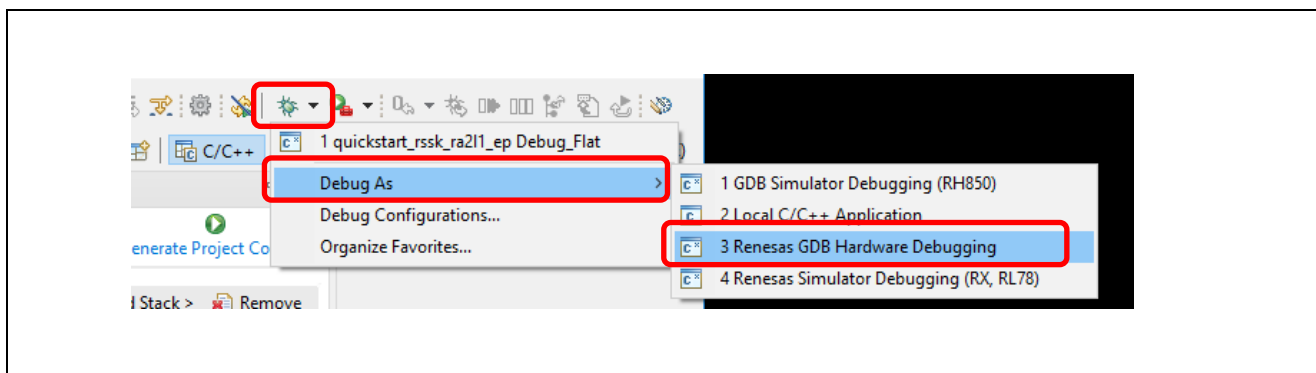 1 quickstart_rssk_ra2l1_ep Debug_Flat
C/C++
Debug As
1 GDB Simulator Debugging (RH850)
Debug Configurations...
2 Local C/C++ Application
enerate Project Co
Organize Favorites...
3 Renesas GDB Hardware Debugging
4 Renesas Simulator Debugging (RX, RL78)
d Stack >
Remove